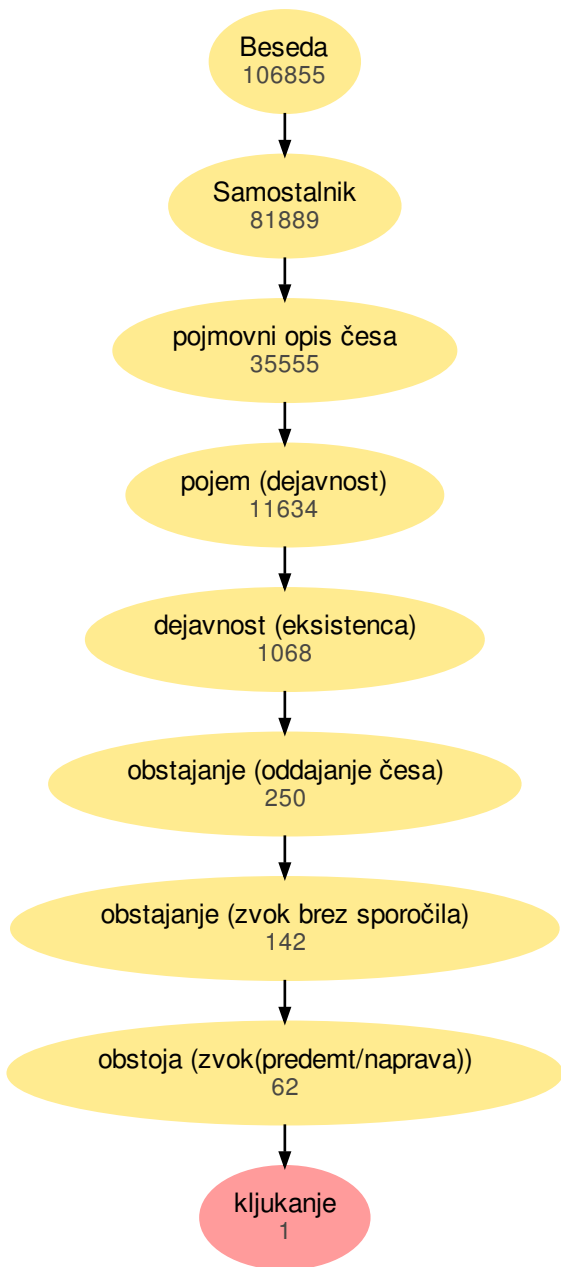 Beseda
106855
Samostalnik
81889
pojmovni opis česa
35555
pojem (dejavnost)
11634
dejavnost (eksistenca)
1068
obstajanje (oddajanje česa)
250
obstajanje (zvok brez sporočila)
142
obstoja (zvok(predemt/naprava))
62
kljukanje
1